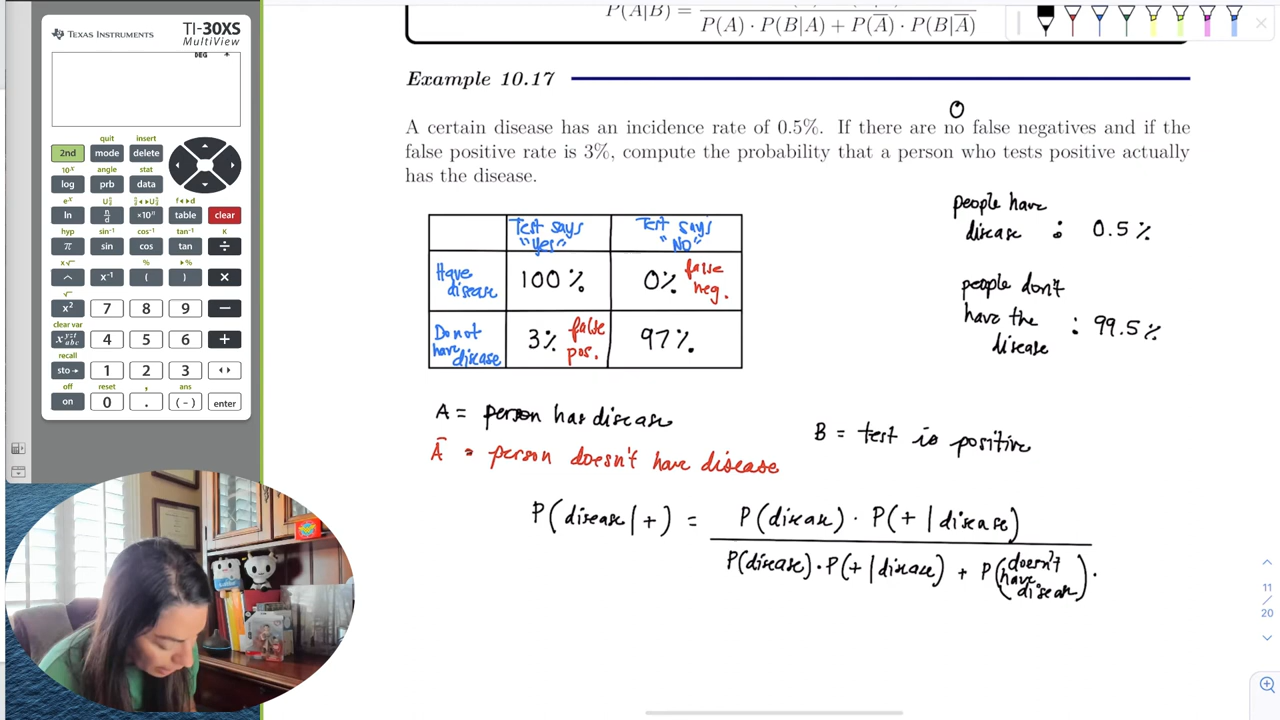 TEXAS INSTRUMENTS TI-30XS
MultiView
DEG
quit insert
2nd mode delete
10ˣ angle stat
log prb data
ln n/d ×10ⁿ table clear
hyp sin⁻¹ cos⁻¹ tan⁻¹ K
π sin cos tan ÷
% ▶%
^ x⁻¹ ( ) ×
√
x² 7 8 9 −
clear var
4 5 6 +
recall
sto→ 1 2 3 ◂▸
off reset , ans
on 0 . (−) enter
P(A|B) =
P(A) · P(B|A) + P(A̅) · P(B|A̅)
Example 10.17
0
A certain disease has an incidence rate of 0.5%. If there are no false negatives and if the
false positive rate is 3%, compute the probability that a person who tests positive actually
has the disease.
Test says "Yes" Test says "NO"
Have disease 100% 0% false neg.
Do not have disease 3% false pos. 97%
people have
disease : 0.5%
people don't
have the : 99.5%
disease
A = person has disease
B = test is positive
A̅ = person doesn't have disease
P(disease | +) = P(disease) · P(+ | disease)
P(disease) · P(+ | disease) + P(doesn't have disease) ·
11
/
20